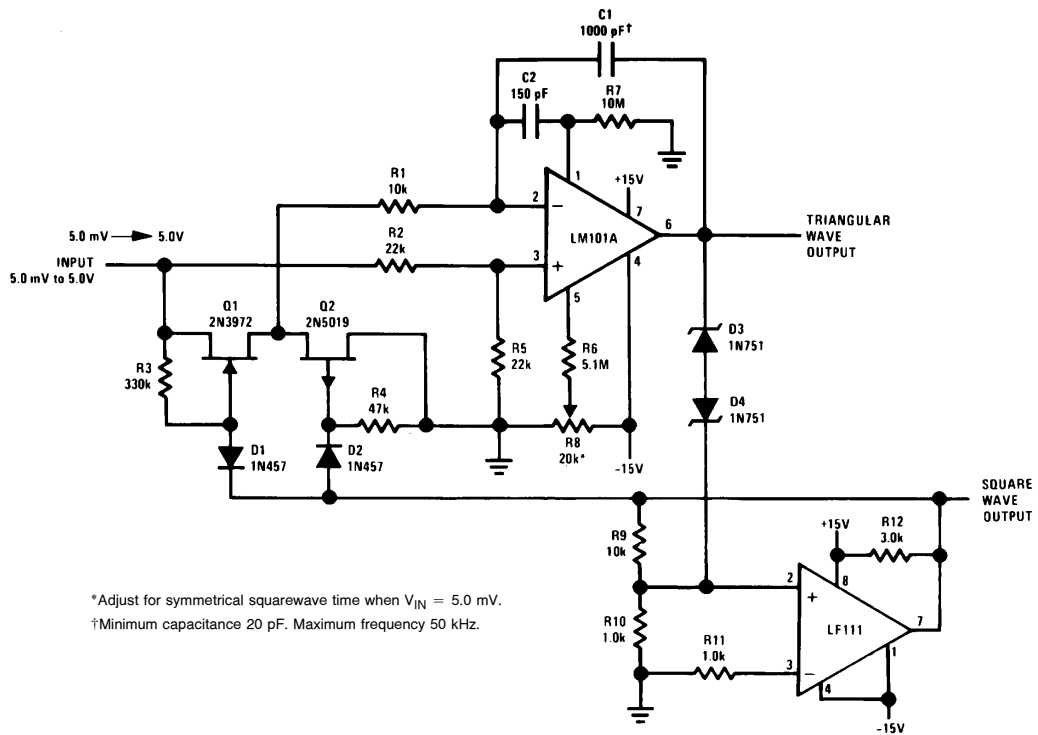 C1
1000 pF†
C2
150 pF
R7
10M
R1
10k
+15V
1
2
7
6
−
LM101A
TRIANGULAR
WAVE
OUTPUT
5.0 mV → 5.0V
R2
22k
INPUT
5.0 mV to 5.0V
3
+
4
5
Q1
2N3972
Q2
2N5019
D3
1N751
R3
330k
R5
22k
R6
5.1M
R4
47k
D4
1N751
R8
20k*
-15V
D1
1N457
D2
1N457
SQUARE
WAVE
OUTPUT
+15V
R12
3.0k
R9
10k
2
8
+
*Adjust for symmetrical squarewave time when VIN = 5.0 mV.
†Minimum capacitance 20 pF. Maximum frequency 50 kHz.
R10
1.0k
R11
1.0k
LF111
7
3
−
1
4
-15V